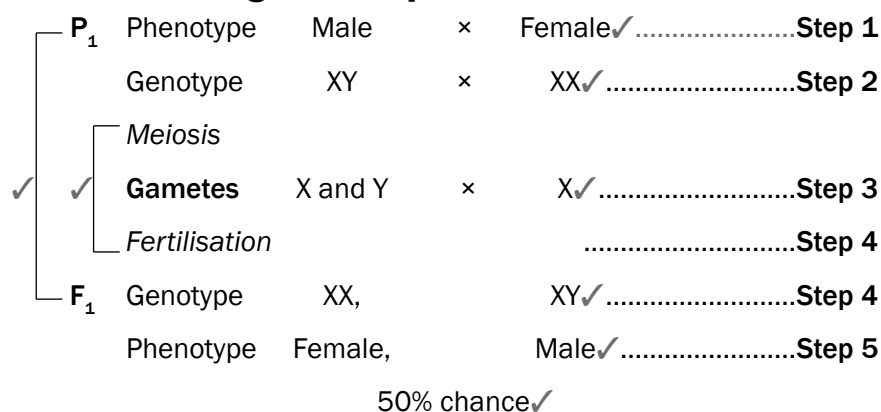 P1 Phenotype Male × Female✓......................Step 1
Genotype XY × XX✓..........................Step 2
Meiosis
✓ ✓ Gametes X and Y × X✓...........................Step 3
Fertilisation .............................Step 4
F1 Genotype XX, XY✓..........................Step 4
Phenotype Female, Male✓........................Step 5
50% chance✓